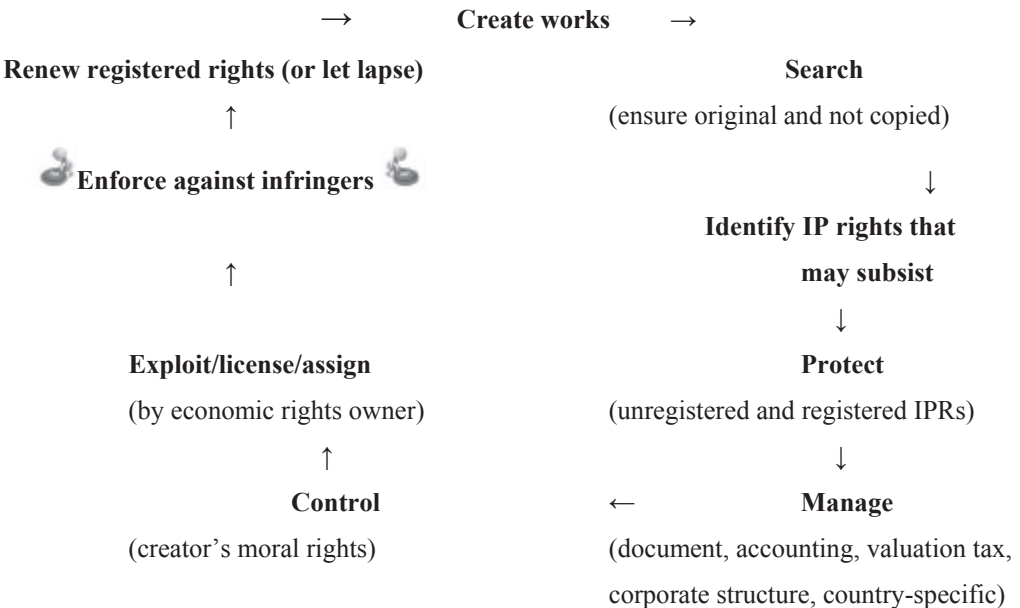 → Create works →
Renew registered rights (or let lapse) Search
↑ (ensure original and not copied)
Enforce against infringers ↓
Identify IP rights that
↑ may subsist
↓
Exploit/license/assign Protect
(by economic rights owner) (unregistered and registered IPRs)
↑ ↓
Control ← Manage
(creator’s moral rights) (document, accounting, valuation tax,
corporate structure, country-specific)